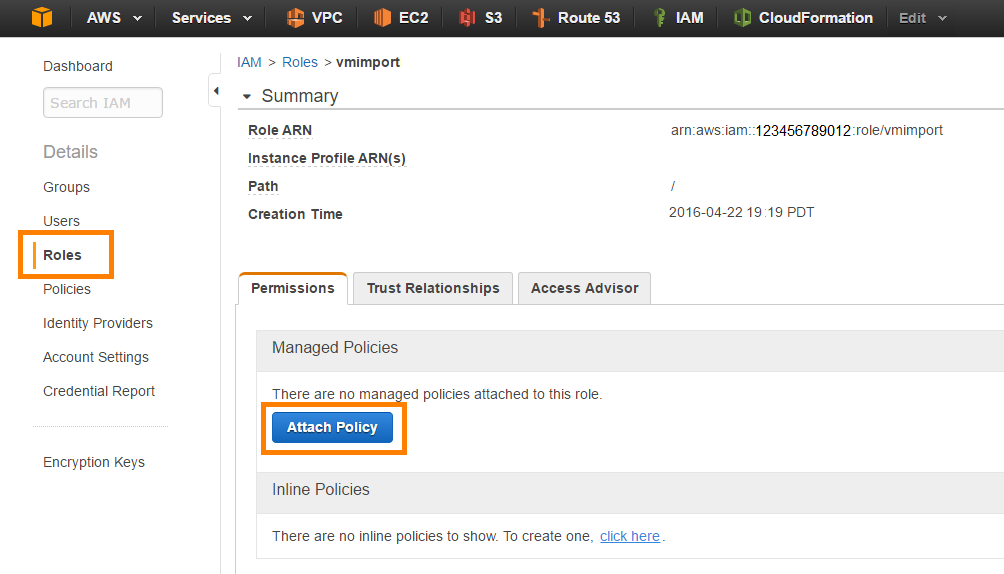 AWS Services VPC EC2 S3 Route 53 IAM CloudFormation Edit
Dashboard
Search IAM
Details
Groups
Users
Roles
Policies
Identity Providers
Account Settings
Credential Report
Encryption Keys
IAM > Roles > vmimport
Summary
Role ARN arn:aws:iam::123456789012:role/vmimport
Instance Profile ARN(s)
Path /
Creation Time 2016-04-22 19:19 PDT
Permissions Trust Relationships Access Advisor
Managed Policies
There are no managed policies attached to this role.
Attach Policy
Inline Policies
There are no inline policies to show. To create one, click here.